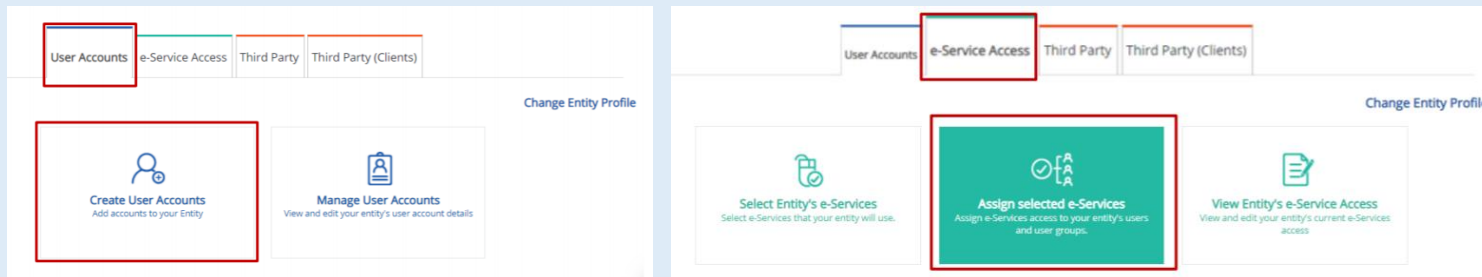 User Accounts
e-Service Access
Third Party
Third Party (Clients)
Change Entity Profile
Create User Accounts
Add accounts to your Entity
Manage User Accounts
View and edit your entity's user account details
User Accounts
e-Service Access
Third Party
Third Party (Clients)
Change Entity Profil
Select Entity's e-Services
Select e-Services that your entity will use.
Assign selected e-Services
Assign e-Services access to your entity's users
and user groups.
View Entity's e-Service Access
View and edit your entity's current e-Services
access